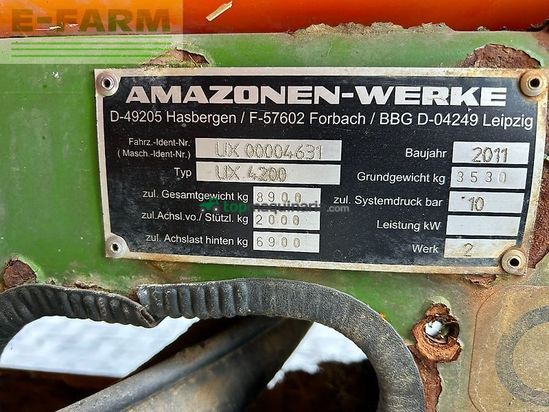 E-FARM
AMAZONEN-WERKE
D-49205 Hasbergen / F-57602 Forbach / BBG D-04249 Leipzig
Fahrz.-Ident-Nr. UX 00004631 Baujahr 2011
( Masch.-Ident-Nr.)
Typ UX 4200 Grundgewicht kg 3530
zul. Gesamtgewicht kg 8900 zul. Systemdruck bar 10
zul.Achsl.vo./ Stützl. kg 2000 Leistung kW
zul. Achslast hinten kg 6900 Werk 2